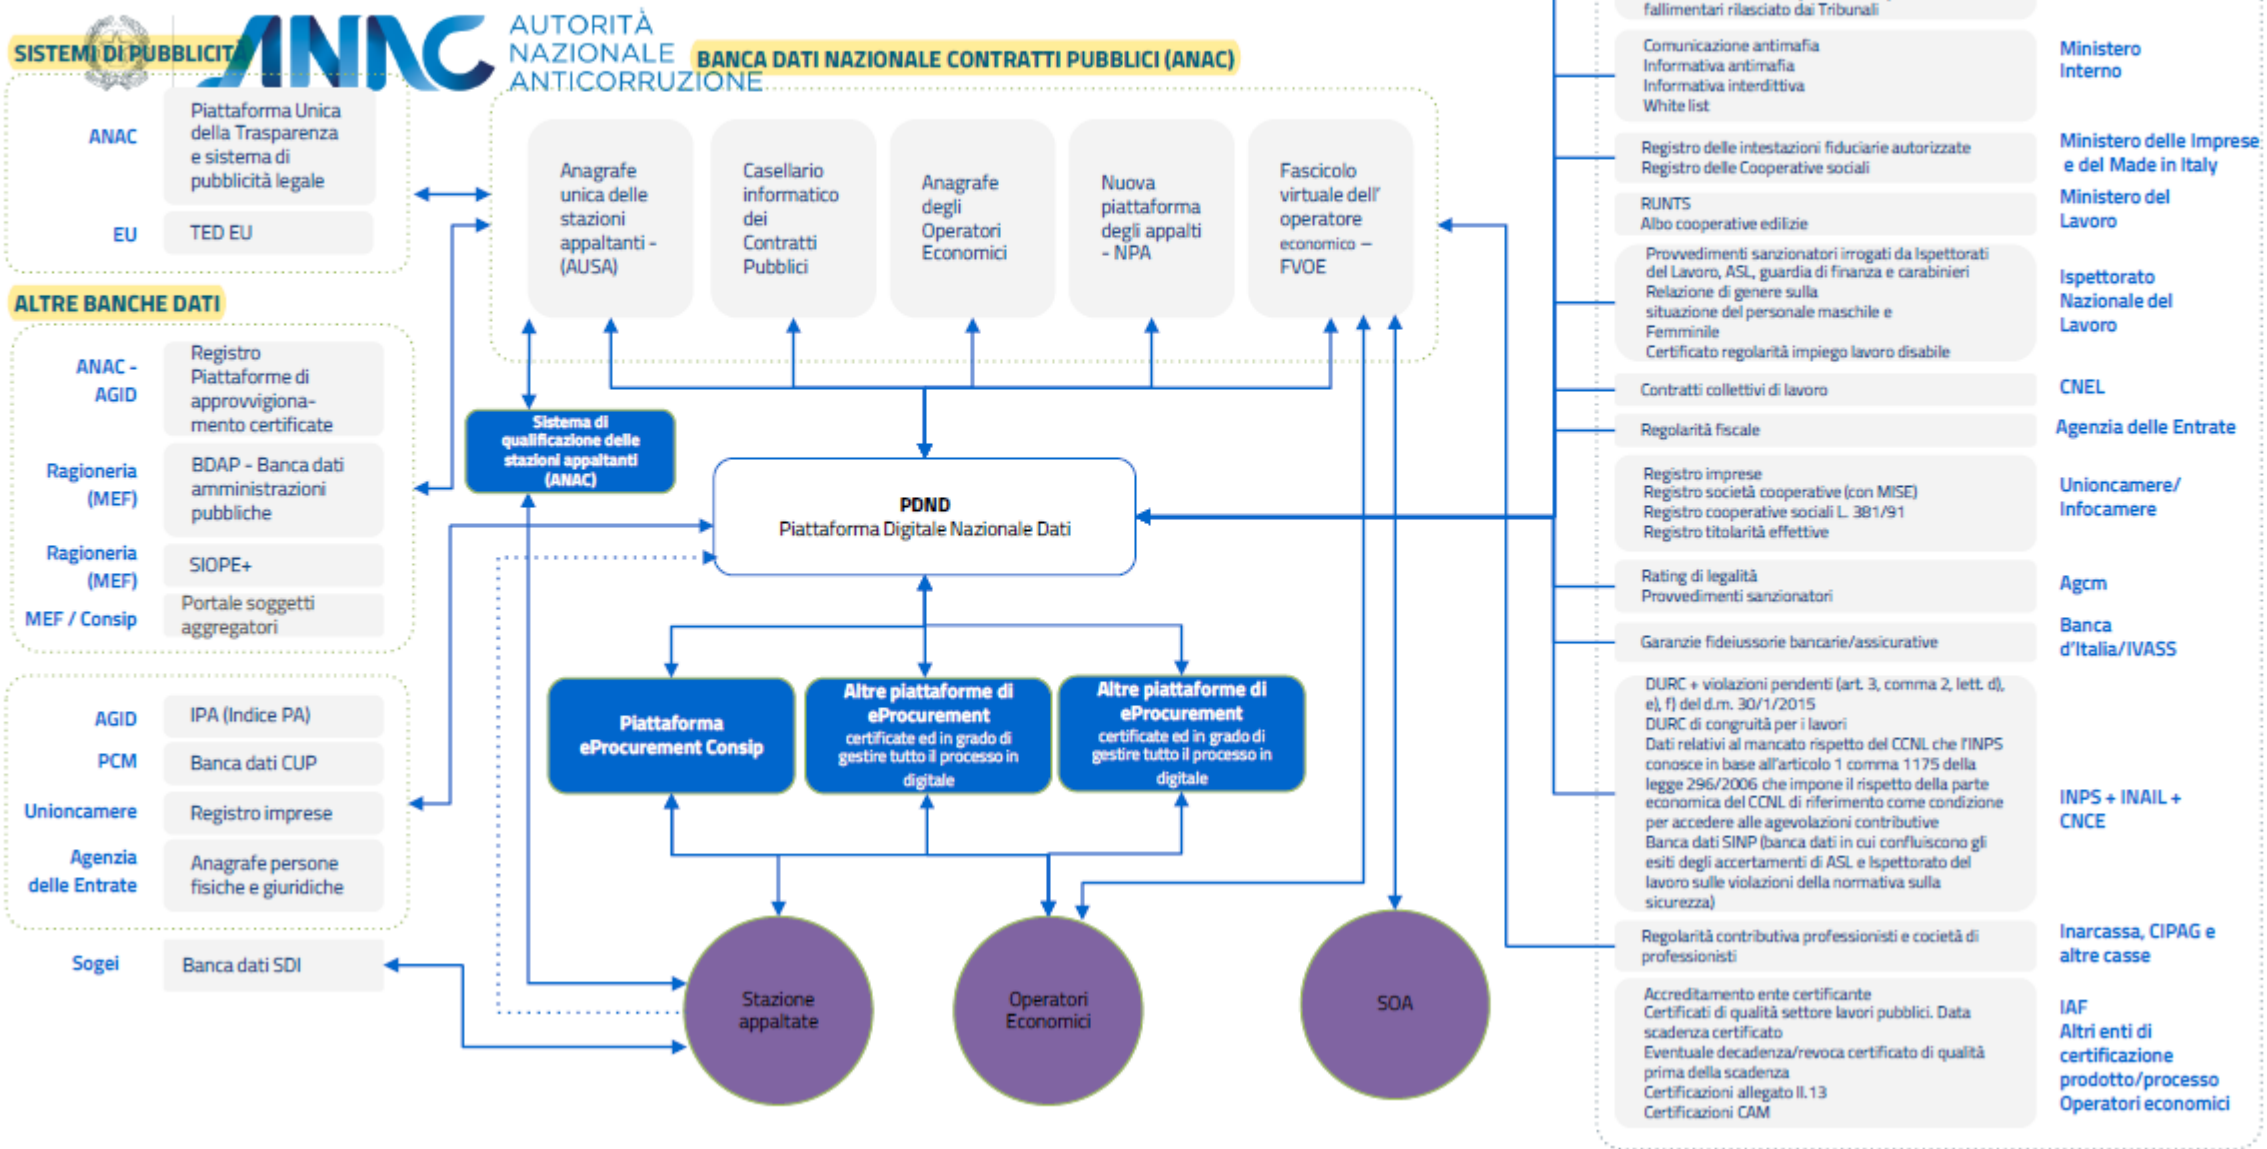 ANAC
AUTORITÀ
NAZIONALE
ANTICORRUZIONE
SISTEMI DI PUBBLICITÀ
ANAC
Piattaforma Unica
della Trasparenza
e sistema di
pubblicità legale
EU
TED EU
ALTRE BANCHE DATI
ANAC -
AGID
Registro
Piattaforme di
approvvigiona-
mento certificate
Ragioneria
(MEF)
BDAP - Banca dati
amministrazioni
pubbliche
Ragioneria
(MEF)
SIOPE+
MEF / Consip
Portale soggetti
aggregatori
AGID
IPA (Indice PA)
PCM
Banca dati CUP
Unioncamere
Registro imprese
Agenzia
delle Entrate
Anagrafe persone
fisiche e giuridiche
Sogei
Banca dati SDI
BANCA DATI NAZIONALE CONTRATTI PUBBLICI (ANAC)
Anagrafe
unica delle
stazioni
appaltanti -
(AUSA)
Casellario
informatico
dei
Contratti
Pubblici
Anagrafe
degli
Operatori
Economici
Nuova
piattaforma
degli appalti
- NPA
Fascicolo
virtuale dell'
operatore
economico –
FVOE
Sistema di
qualificazione delle
stazioni appaltanti
(ANAC)
PDND
Piattaforma Digitale Nazionale Dati
Piattaforma
eProcurement Consip
Altre piattaforme di
eProcurement
certificate ed in grado di
gestire tutto il processo in
digitale
Altre piattaforme di
eProcurement
certificate ed in grado di
gestire tutto il processo in
digitale
Stazione
appaltate
Operatori
Economici
SOA
fallimentari rilasciato dai Tribunali
Comunicazione antimafia
Informativa antimafia
Informativa interdittiva
White list
Ministero
Interno
Registro delle intestazioni fiduciarie autorizzate
Registro delle Cooperative sociali
Ministero delle Imprese
e del Made in Italy
RUNTS
Albo cooperative edilizie
Ministero del
Lavoro
Provvedimenti sanzionatori irrogati da Ispettorati
del Lavoro, ASL, guardia di finanza e carabinieri
Relazione di genere sulla
situazione del personale maschile e
Femminile
Certificato regolarità impiego lavoro disabile
Ispettorato
Nazionale del
Lavoro
Contratti collettivi di lavoro
CNEL
Regolarità fiscale
Agenzia delle Entrate
Registro imprese
Registro società cooperative (con MISE)
Registro cooperative sociali L. 381/91
Registro titolarità effettive
Unioncamere/
Infocamere
Rating di legalità
Provvedimenti sanzionatori
Agcm
Garanzie fideiussorie bancarie/assicurative
Banca
d'Italia/IVASS
DURC + violazioni pendenti (art. 3, comma 2, lett. d),
e), f) del d.m. 30/1/2015
DURC di congruità per i lavori
Dati relativi al mancato rispetto del CCNL che l'INPS
conosce in base all'articolo 1 comma 1175 della
legge 296/2006 che impone il rispetto della parte
economica del CCNL di riferimento come condizione
per accedere alle agevolazioni contributive
Banca dati SINP (banca dati in cui confluiscono gli
esiti degli accertamenti di ASL e Ispettorato del
lavoro sulle violazioni della normativa sulla
sicurezza)
INPS + INAIL +
CNCE
Regolarità contributiva professionisti e cocietà di
professionisti
Inarcassa, CIPAG e
altre casse
Accreditamento ente certificante
Certificati di qualità settore lavori pubblici. Data
scadenza certificato
Eventuale decadenza/revoca certificato di qualità
prima della scadenza
Certificazioni allegato II.13
Certificazioni CAM
IAF
Altri enti di
certificazione
prodotto/processo
Operatori economici